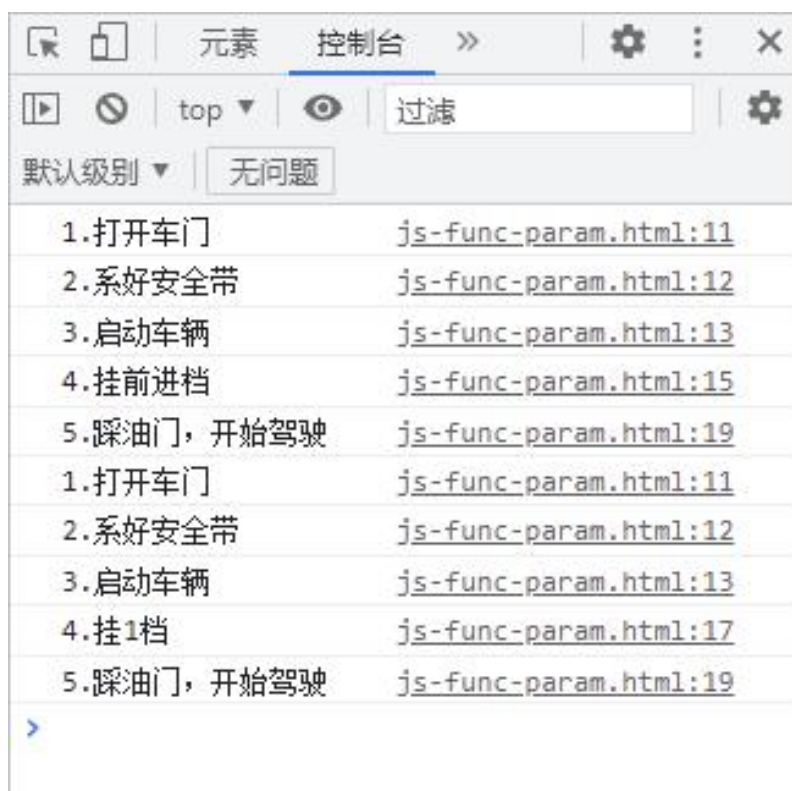 元素 控制台 »
top ▼ 过滤
默认级别 ▼ 无问题
1.打开车门 js-func-param.html:11
2.系好安全带 js-func-param.html:12
3.启动车辆 js-func-param.html:13
4.挂前进档 js-func-param.html:15
5.踩油门，开始驾驶 js-func-param.html:19
1.打开车门 js-func-param.html:11
2.系好安全带 js-func-param.html:12
3.启动车辆 js-func-param.html:13
4.挂1档 js-func-param.html:17
5.踩油门，开始驾驶 js-func-param.html:19
>